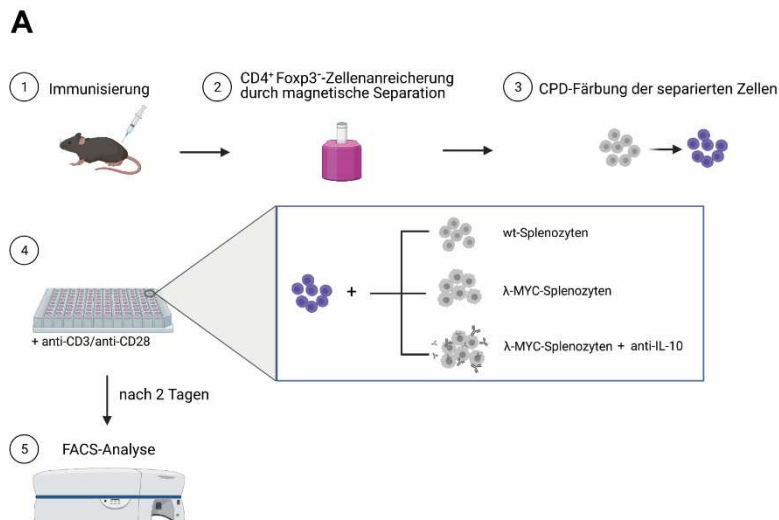 A
1 Immunisierung
2 CD4⁺Foxp3⁻-Zellenanreicherung
durch magnetische Separation
3 CPD-Färbung der separierten Zellen
4
+ anti-CD3/anti-CD28
+
wt-Splenozyten
λ-MYC-Splenozyten
λ-MYC-Splenozyten + anti-IL-10
nach 2 Tagen
5 FACS-Analyse